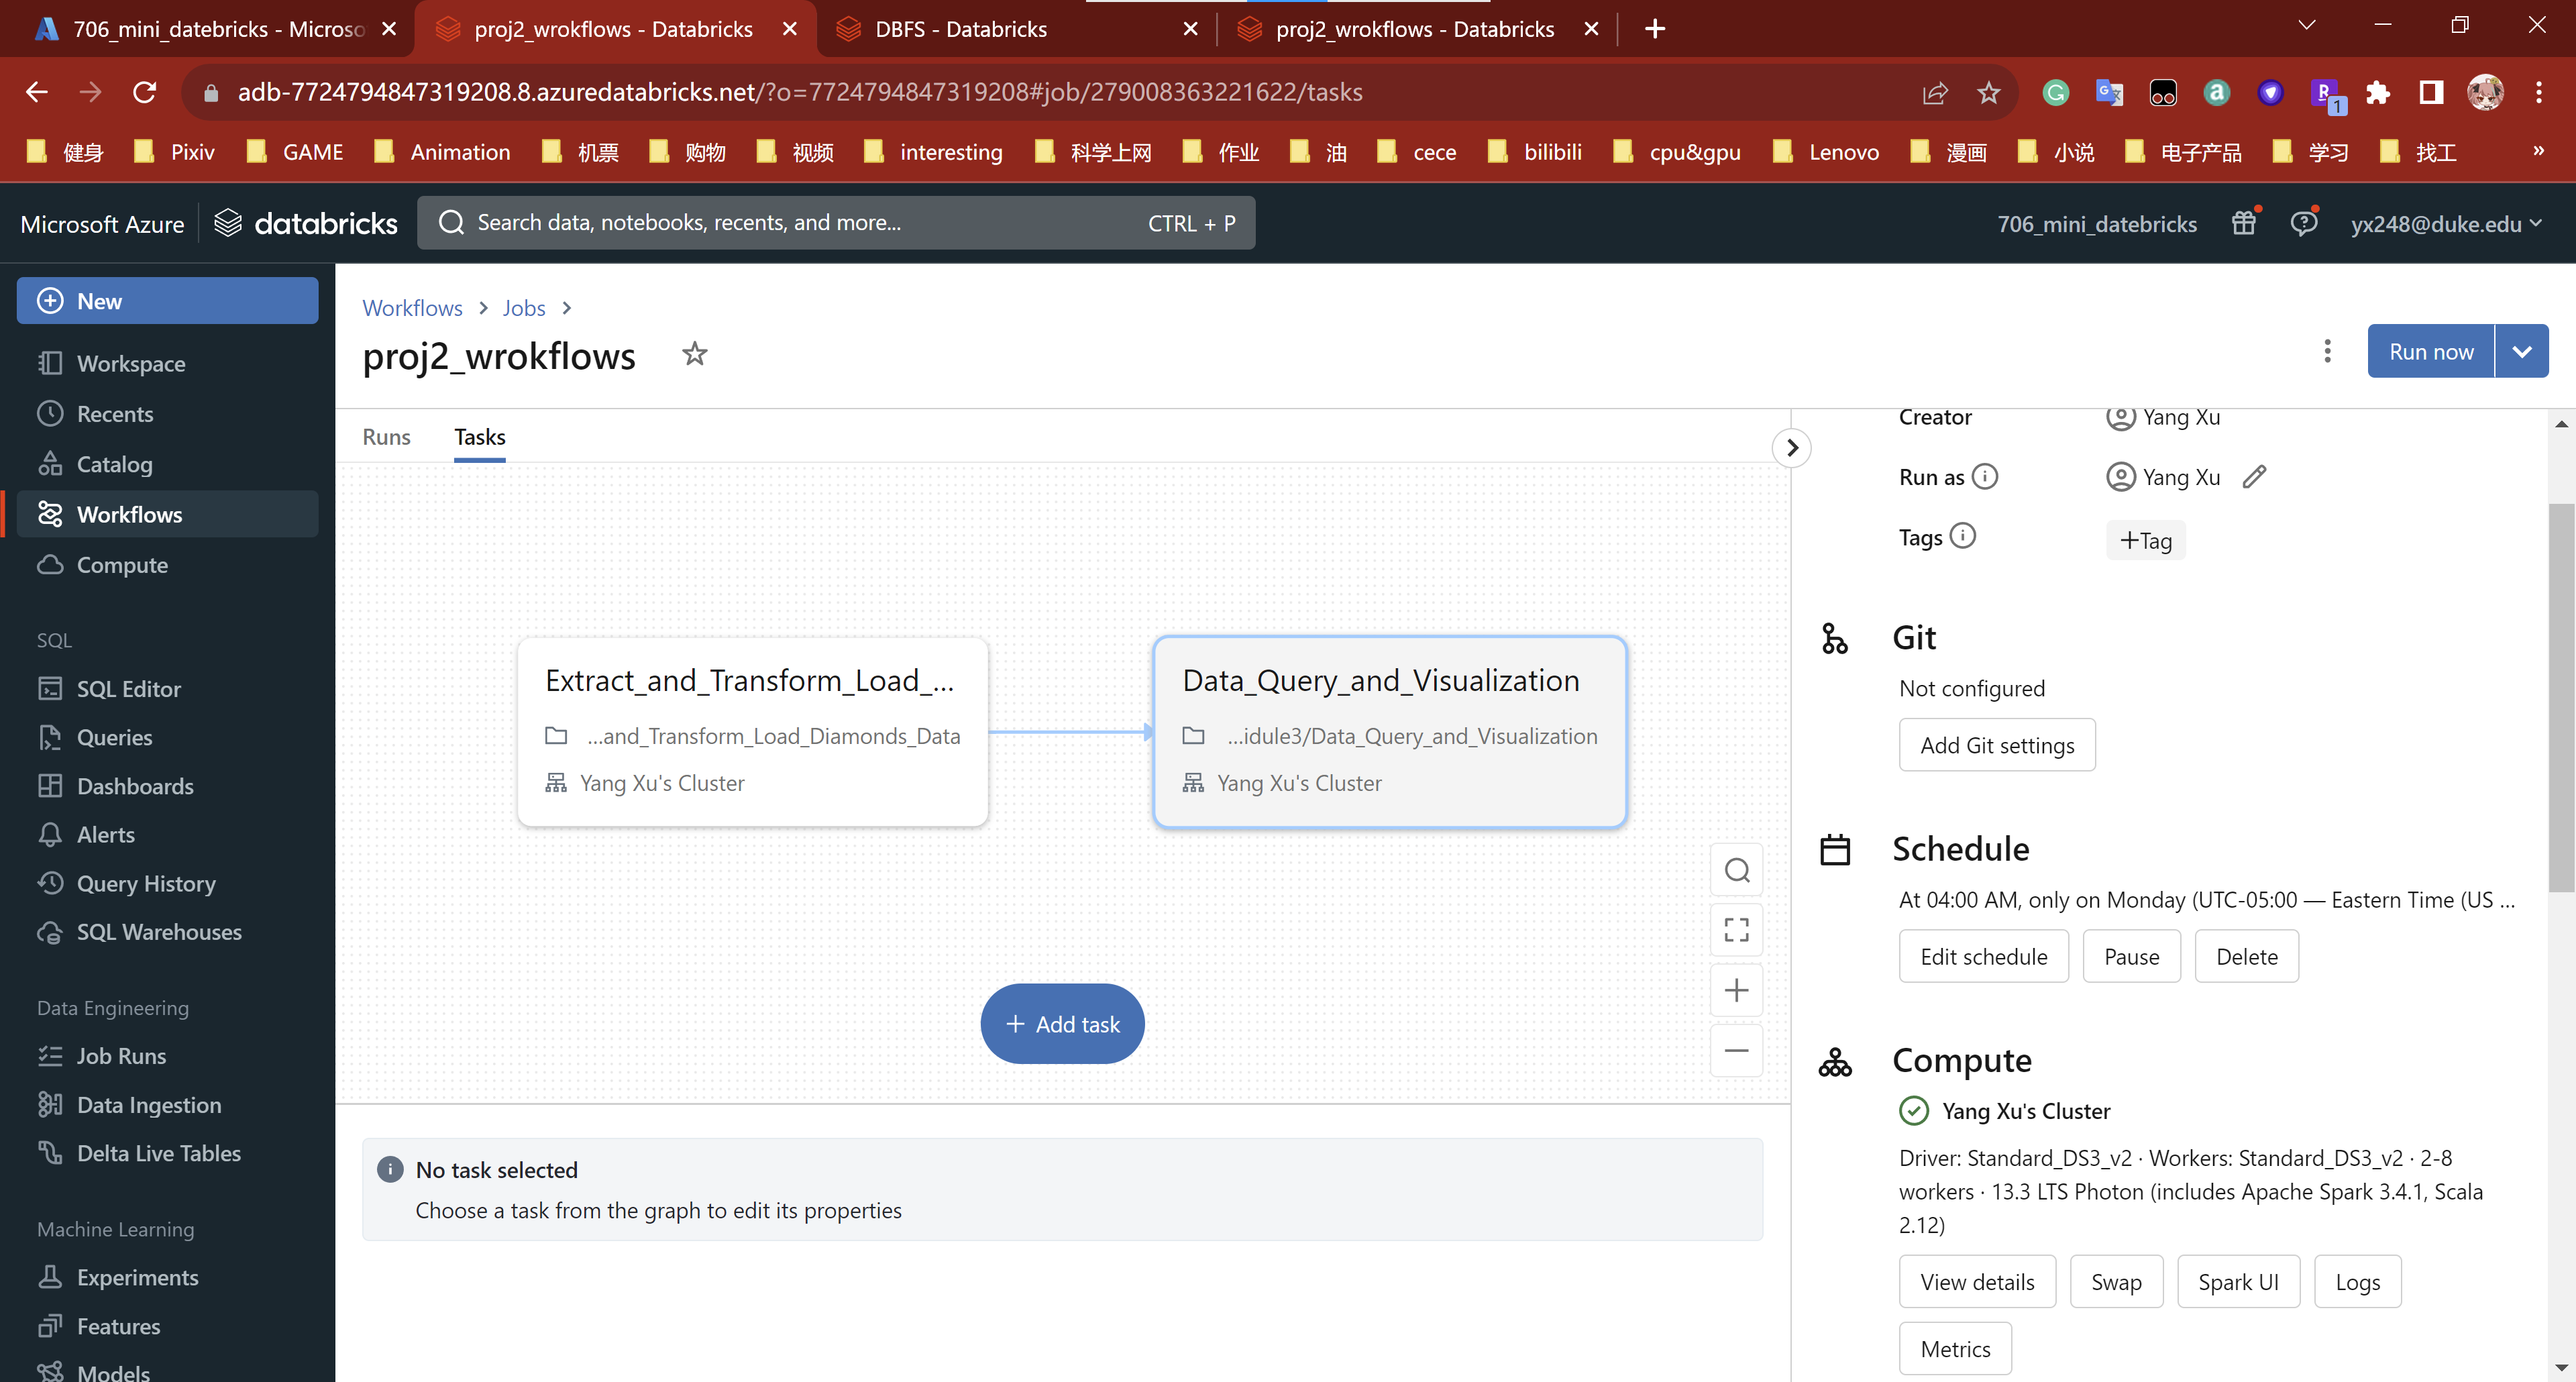 706_mini_datebricks - Microso
proj2_wrokflows - Databricks
DBFS - Databricks
proj2_wrokflows - Databricks
adb-7724794847319208.8.azuredatabricks.net/?o=7724794847319208#job/279008363221622/tasks
1
健身 Pixiv GAME Animation 机票 购物 视频 interesting 科学上网 作业 油 cece bilibili cpu&gpu Lenovo 漫画 小说 电子产品 学习 找工 »
Microsoft Azure databricks Search data, notebooks, recents, and more... CTRL + P 706_mini_datebricks yx248@duke.edu
New
Workspace
Recents
Catalog
Workflows
Compute
SQL
SQL Editor
Queries
Dashboards
Alerts
Query History
SQL Warehouses
Data Engineering
Job Runs
Data Ingestion
Delta Live Tables
Machine Learning
Experiments
Features
Models
Workflows > Jobs >
proj2_wrokflows
Run now
Runs Tasks
Extract_and_Transform_Load_...
...and_Transform_Load_Diamonds_Data
Yang Xu's Cluster
Data_Query_and_Visualization
...idule3/Data_Query_and_Visualization
Yang Xu's Cluster
+ Add task
No task selected
Choose a task from the graph to edit its properties
Creator Yang Xu
Run as Yang Xu
Tags +Tag
Git
Not configured
Add Git settings
Schedule
At 04:00 AM, only on Monday (UTC-05:00 — Eastern Time (US ...
Edit schedule Pause Delete
Compute
Yang Xu's Cluster
Driver: Standard_DS3_v2 · Workers: Standard_DS3_v2 · 2-8
workers · 13.3 LTS Photon (includes Apache Spark 3.4.1, Scala
2.12)
View details Swap Spark UI Logs
Metrics